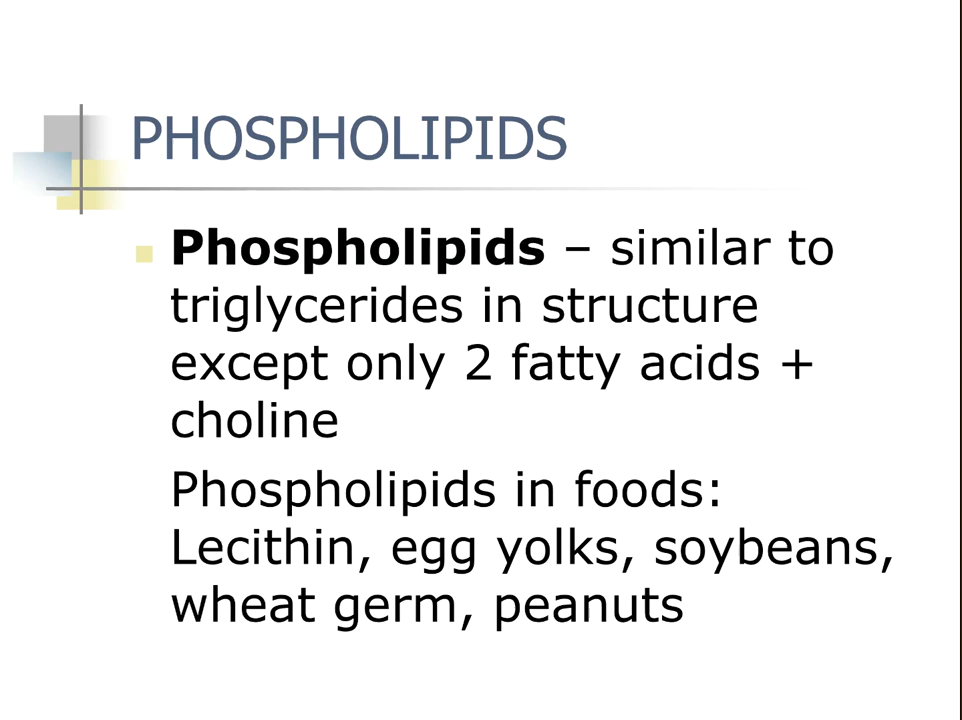 PHOSPHOLIPIDS
Phospholipids – similar to
triglycerides in structure
except only 2 fatty acids +
choline
Phospholipids in foods:
Lecithin, egg yolks, soybeans,
wheat germ, peanuts